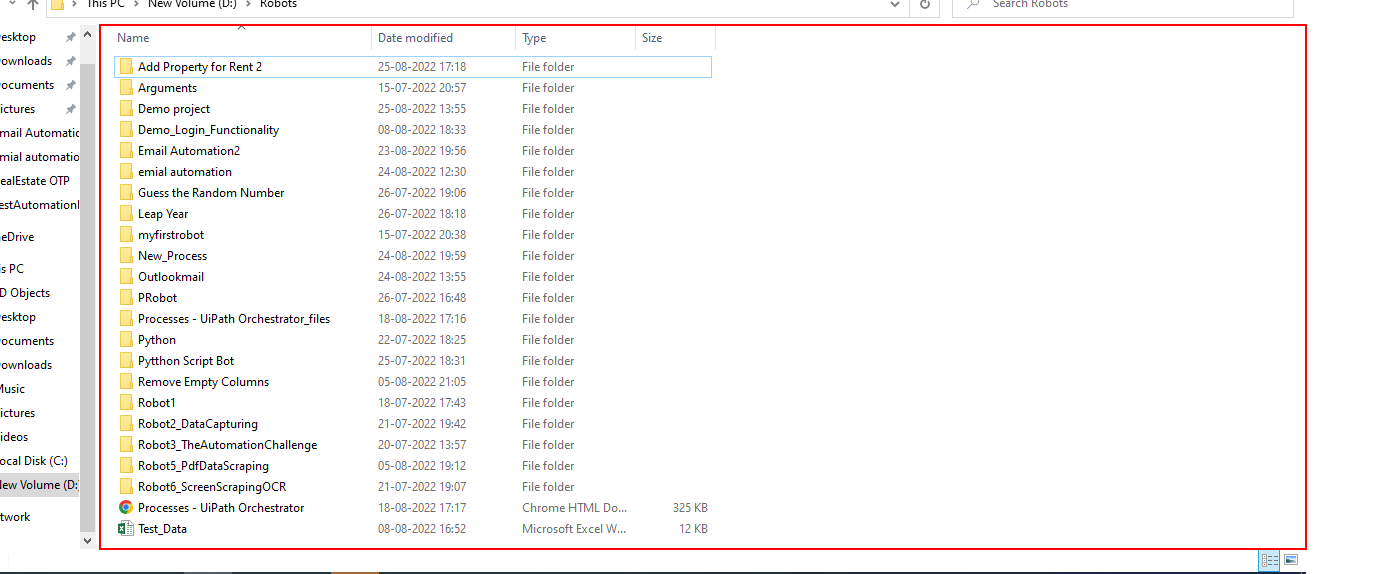 This PC > New Volume (D:) > Robots
Search Robots
esktop
ownloads
ocuments
ictures
mail Automatic
mial automatio
ealEstate OTP
estAutomationl
eDrive
is PC
D Objects
esktop
ocuments
ownloads
Music
ictures
ideos
ocal Disk (C:)
New Volume (D:
twork
Name Date modified Type Size
Add Property for Rent 2 25-08-2022 17:18 File folder
Arguments 15-07-2022 20:57 File folder
Demo project 25-08-2022 13:55 File folder
Demo_Login_Functionality 08-08-2022 18:33 File folder
Email Automation2 23-08-2022 19:56 File folder
emial automation 24-08-2022 12:30 File folder
Guess the Random Number 26-07-2022 19:06 File folder
Leap Year 26-07-2022 18:18 File folder
myfirstrobot 15-07-2022 20:38 File folder
New_Process 24-08-2022 19:59 File folder
Outlookmail 24-08-2022 13:55 File folder
PRobot 26-07-2022 16:48 File folder
Processes - UiPath Orchestrator_files 18-08-2022 17:16 File folder
Python 22-07-2022 18:25 File folder
Pytthon Script Bot 25-07-2022 18:31 File folder
Remove Empty Columns 05-08-2022 21:05 File folder
Robot1 18-07-2022 17:43 File folder
Robot2_DataCapturing 21-07-2022 19:42 File folder
Robot3_TheAutomationChallenge 20-07-2022 13:57 File folder
Robot5_PdfDataScraping 05-08-2022 19:12 File folder
Robot6_ScreenScrapingOCR 21-07-2022 19:07 File folder
Processes - UiPath Orchestrator 18-08-2022 17:17 Chrome HTML Do... 325 KB
Test_Data 08-08-2022 16:52 Microsoft Excel W... 12 KB